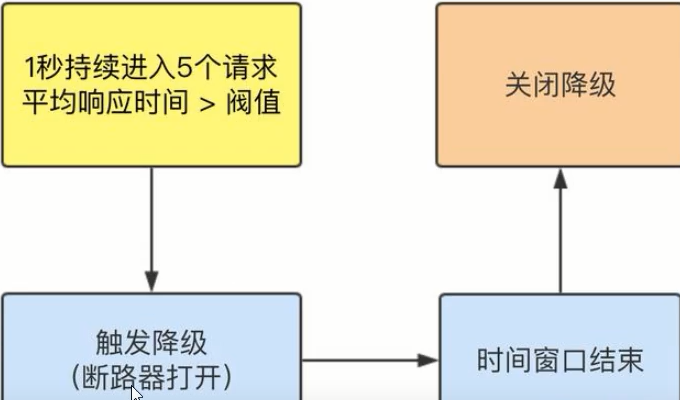 1秒持续进入5个请求
平均响应时间 > 阀值
关闭降级
触发降级
（断路器打开）
时间窗口结束